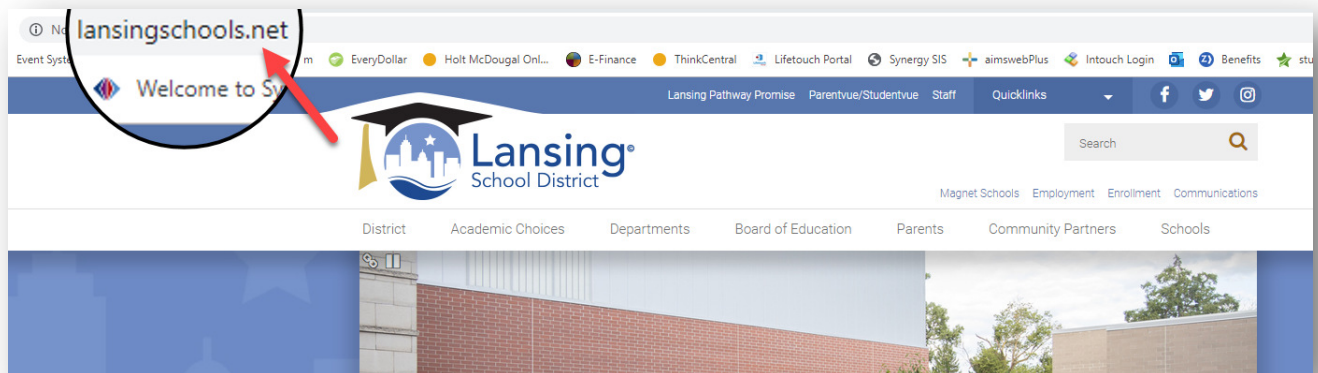 No
lansingschools.net
Event Syste
m EveryDollar Holt McDougal Onl... E-Finance ThinkCentral Lifetouch Portal Synergy SIS aimswebPlus Intouch Login Benefits stu
Welcome to Sy
Lansing Pathway Promise Parentvue/Studentvue Staff Quicklinks
Lansing©
School District
Search
Magnet Schools Employment Enrollment Communications
District Academic Choices Departments Board of Education Parents Community Partners Schools